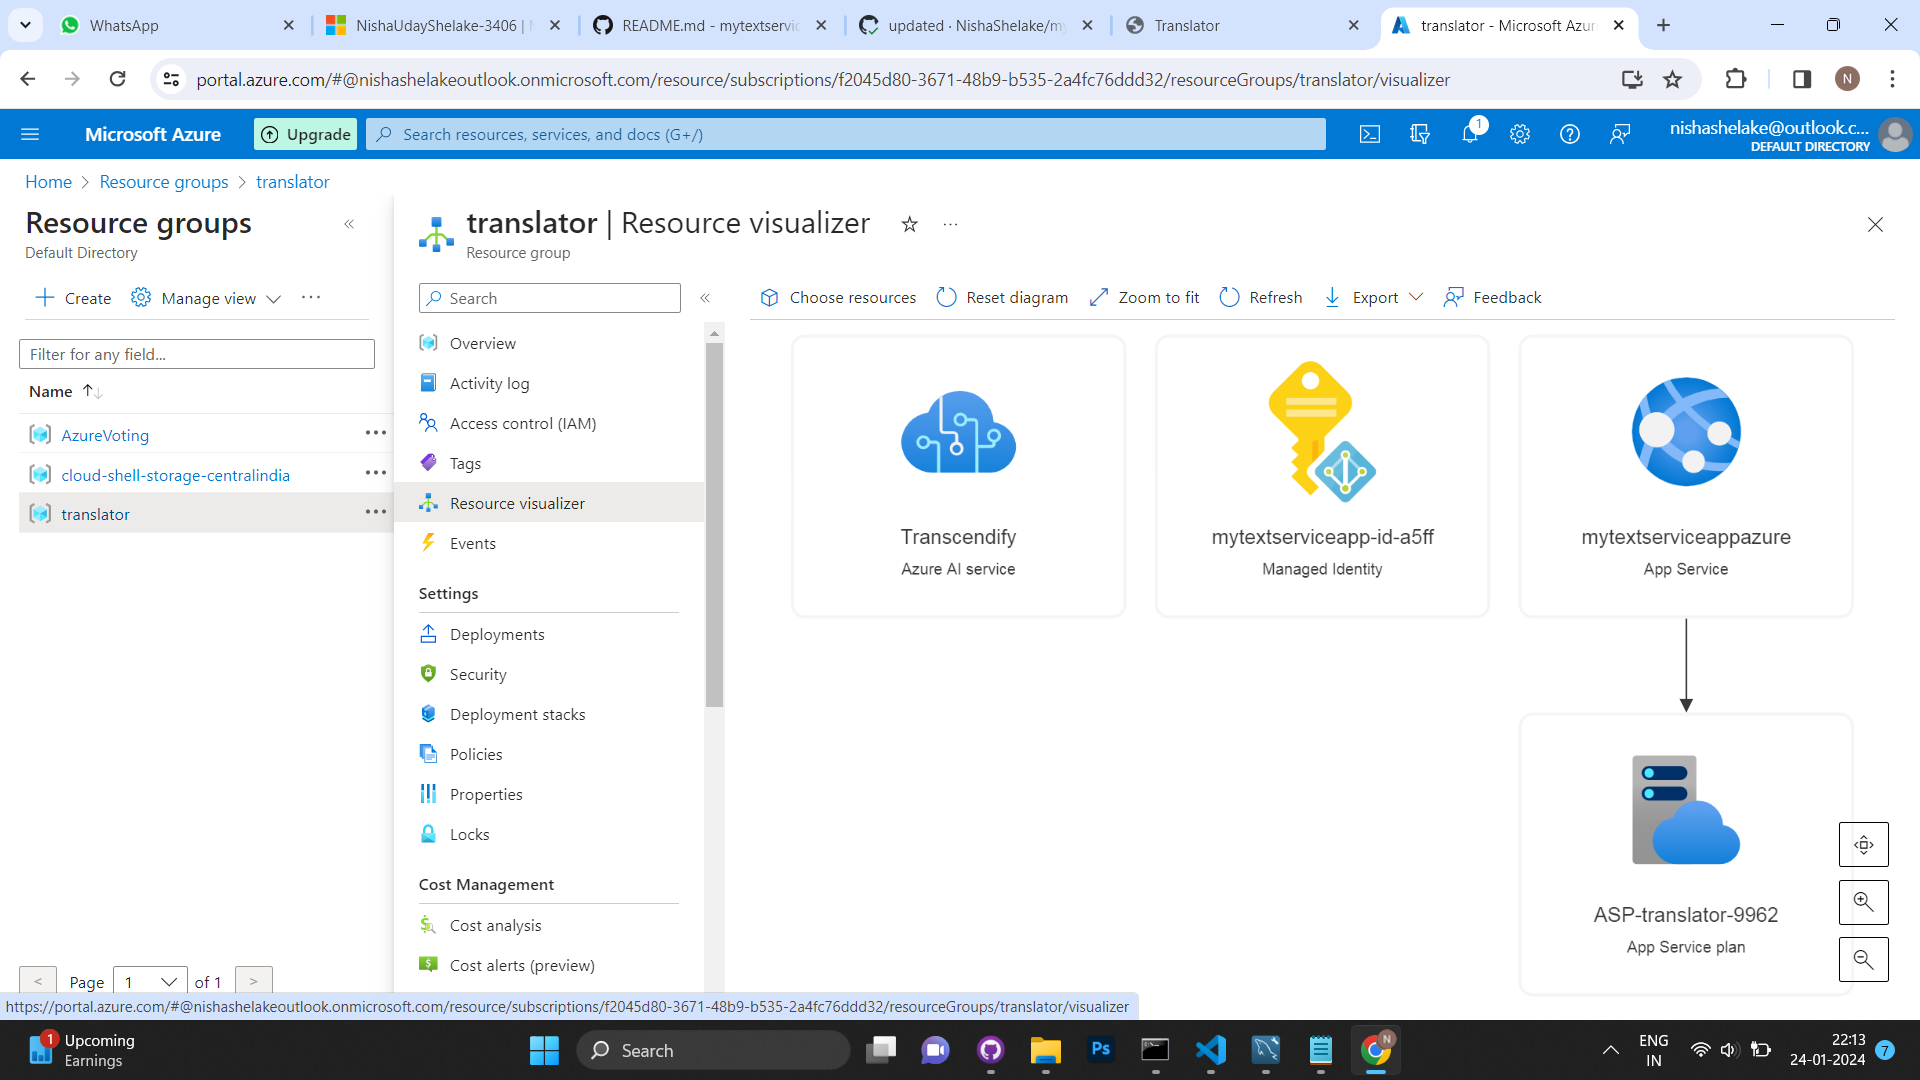 WhatsApp
NishaUdayShelake-3406 |
README.md - mytextservic
updated · NishaShelake/my
Translator
translator - Microsoft Azur
portal.azure.com/#@nishashelakeoutlook.onmicrosoft.com/resource/subscriptions/f2045d80-3671-48b9-b535-2a4fc76ddd32/resourceGroups/translator/visualizer
N
Microsoft Azure
Upgrade
Search resources, services, and docs (G+/)
1
nishashelake@outlook.c...
DEFAULT DIRECTORY
Home > Resource groups > translator
Resource groups
Default Directory
translator | Resource visualizer
Resource group
Create
Manage view
Search
Choose resources
Reset diagram
Zoom to fit
Refresh
Export
Feedback
Filter for any field...
Name
AzureVoting
cloud-shell-storage-centralindia
translator
Overview
Activity log
Access control (IAM)
Tags
Resource visualizer
Events
Settings
Deployments
Security
Deployment stacks
Policies
Properties
Locks
Cost Management
Cost analysis
Cost alerts (preview)
Transcendify
Azure AI service
mytextserviceapp-id-a5ff
Managed Identity
mytextserviceappazure
App Service
ASP-translator-9962
App Service plan
< Page 1 of 1 >
https://portal.azure.com/#@nishashelakeoutlook.onmicrosoft.com/resource/subscriptions/f2045d80-3671-48b9-b535-2a4fc76ddd32/resourceGroups/translator/visualizer
1
Upcoming
Earnings
Search
Ps
N
ENG
IN
22:13
24-01-2024
7